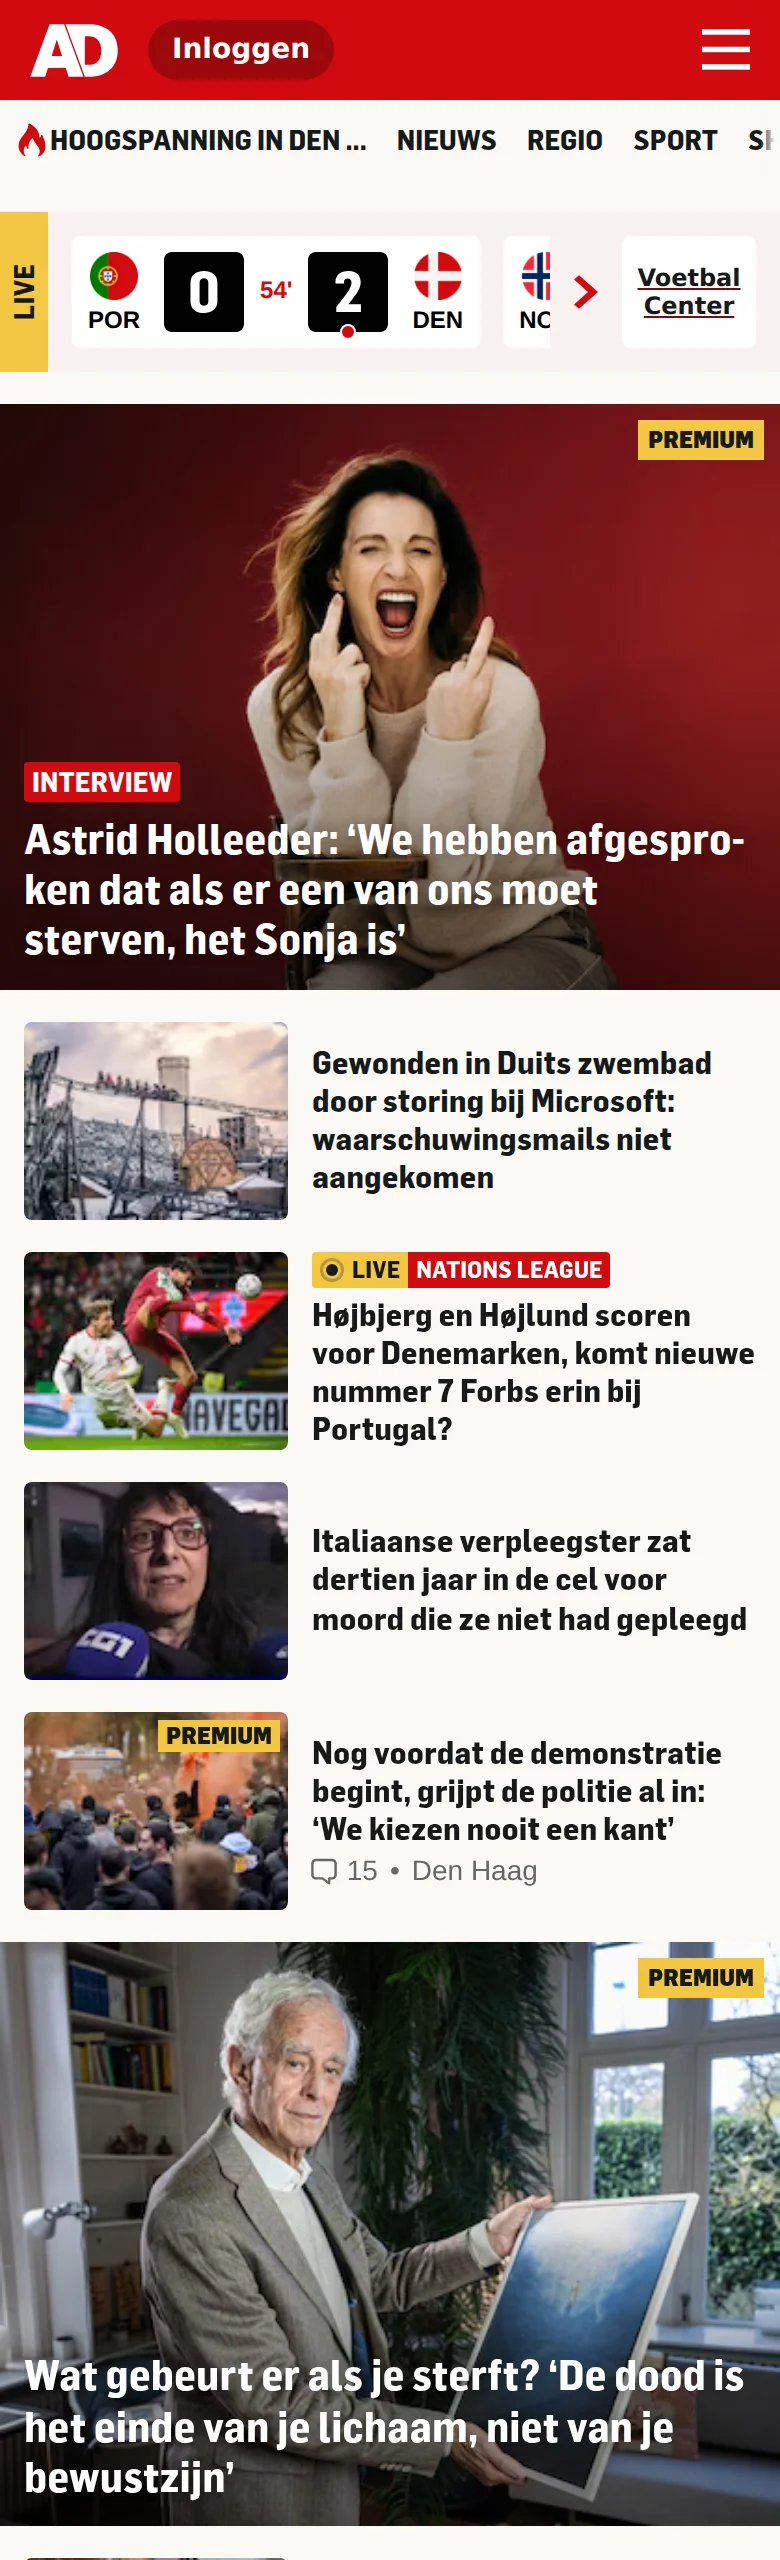 AD
Inloggen
HOOGSPANNING IN DEN ...
NIEUWS
REGIO
SPORT
LIVE
POR
0
54'
2
DEN
Voetbal
Center
PREMIUM
INTERVIEW
Astrid Holleeder: ‘We hebben afgespro-
ken dat als er een van ons moet
sterven, het Sonja is’
Gewonden in Duits zwembad
door storing bij Microsoft:
waarschuwingsmails niet
aangekomen
LIVE NATIONS LEAGUE
Højbjerg en Højlund scoren
voor Denemarken, komt nieuwe
nummer 7 Forbs erin bij
Portugal?
Italiaanse verpleegster zat
dertien jaar in de cel voor
moord die ze niet had gepleegd
PREMIUM
Nog voordat de demonstratie
begint, grijpt de politie al in:
‘We kiezen nooit een kant’
15 • Den Haag
PREMIUM
Wat gebeurt er als je sterft? ‘De dood is
het einde van je lichaam, niet van je
bewustzijn’